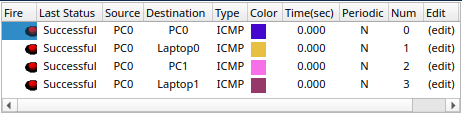 Fire Last Status Source Destination Type Color Time(sec) Periodic Num Edit
Successful PC0 PC0 ICMP 0.000 N 0 (edit)
Successful PC0 Laptop0 ICMP 0.000 N 1 (edit)
Successful PC0 PC1 ICMP 0.000 N 2 (edit)
Successful PC0 Laptop1 ICMP 0.000 N 3 (edit)